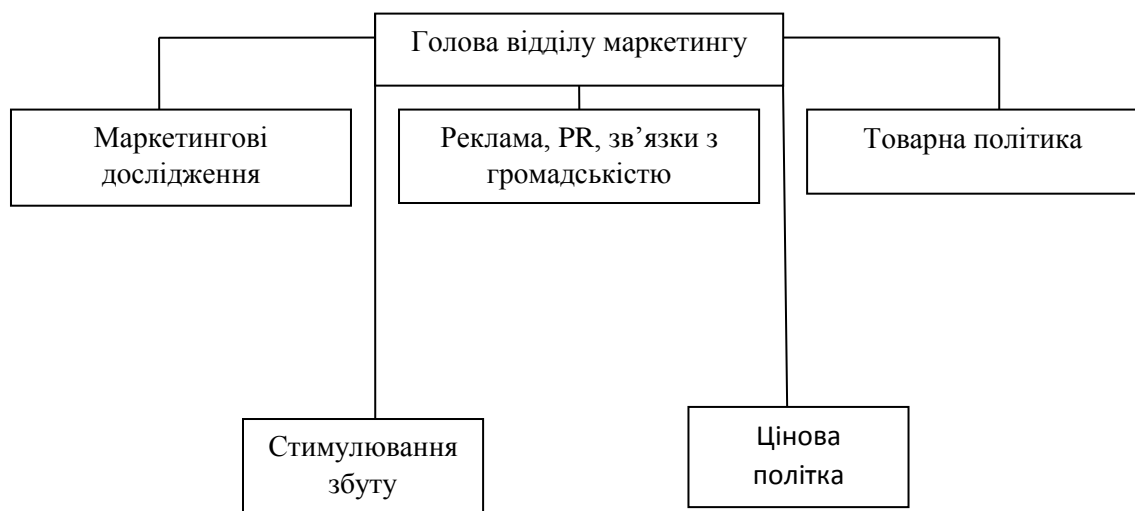 Голова відділу маркетингу
Маркетингові
дослідження
Реклама, PR, зв’язки з
громадськістю
Товарна політика
Стимулювання
збуту
Цінова
політка